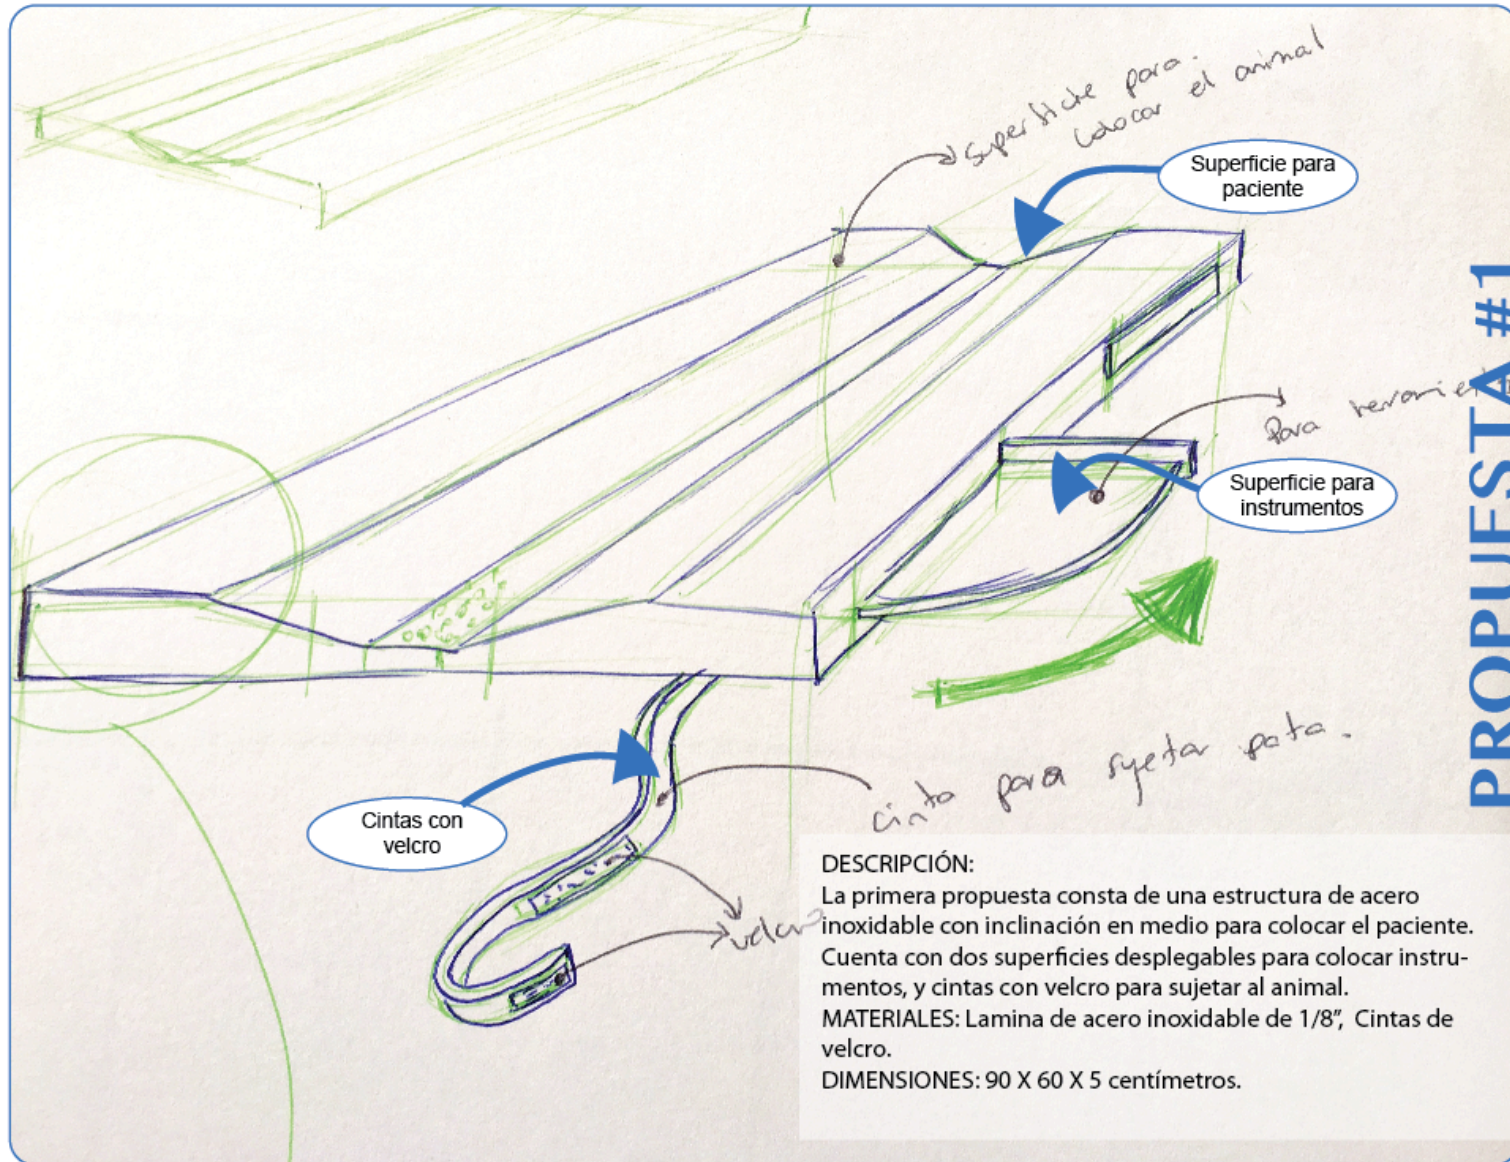 superficie para
colocar el animal
Superficie para
paciente
PROPUESTA #1
Para
Superficie para
instrumentos
cinta para sujetar pata.
Cintas con
velcro
velcro
DESCRIPCIÓN:
La primera propuesta consta de una estructura de acero
inoxidable con inclinación en medio para colocar el paciente.
Cuenta con dos superficies desplegables para colocar instru-
mentos, y cintas con velcro para sujetar al animal.
MATERIALES: Lamina de acero inoxidable de 1/8”, Cintas de
velcro.
DIMENSIONES: 90 X 60 X 5 centímetros.